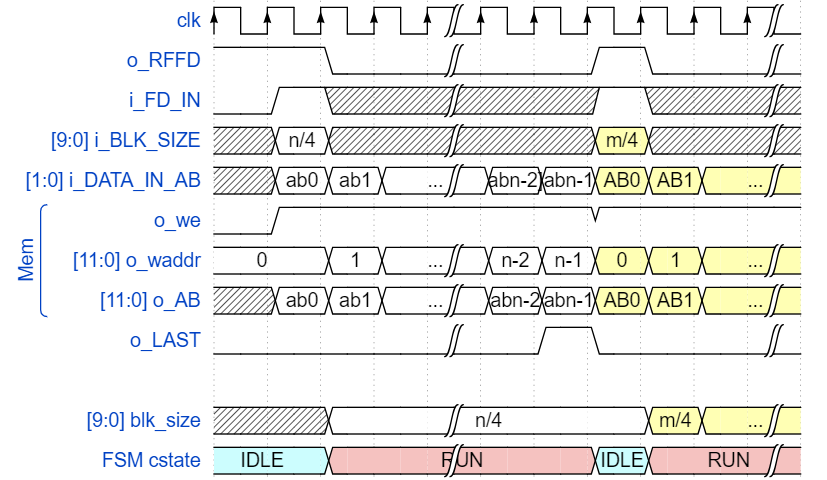 clk
o_RFFD
i_FD_IN
[9:0] i_BLK_SIZE n/4 m/4
[1:0] i_DATA_IN_AB ab0 ab1 ... abn-2 abn-1 AB0 AB1 ...
Mem
o_we
[11:0] o_waddr 0 1 ... n-2 n-1 0 1 ...
[11:0] o_AB ab0 ab1 ... abn-2 abn-1 AB0 AB1 ...
o_LAST
[9:0] blk_size n/4 m/4 ...
FSM cstate IDLE RUN IDLE RUN